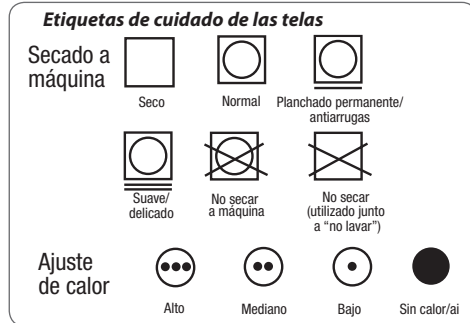 Etiquetas de cuidado de las telas
Secado a
máquina
Seco
Normal
Planchado permanente/
antiarrugas
Suave/
delicado
No secar
a máquina
No secar
(utilizado junto
a “no lavar”)
Ajuste
de calor
Alto
Mediano
Bajo
Sin calor/ai